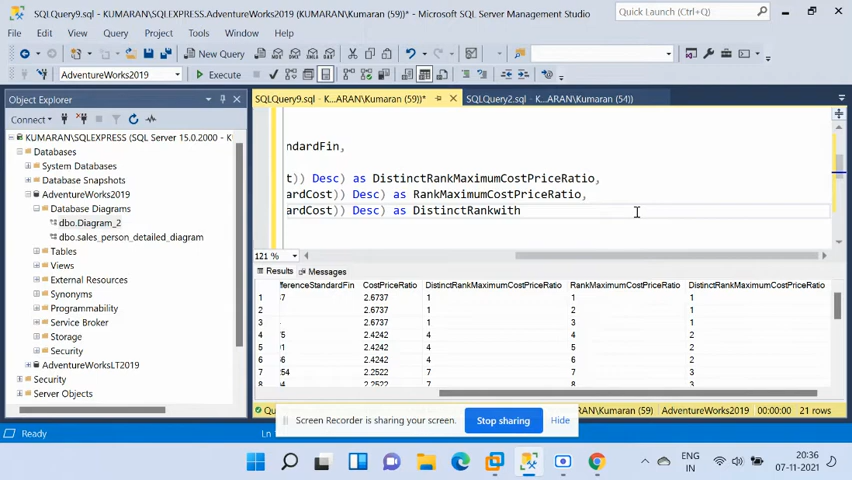 SQLQuery9.sql - KUMARAN\SQLEXPRESS.AdventureWorks2019 (KUMARAN\Kumaran (59))* - Microsoft SQL Server Management Studio
Quick Launch (Ctrl+Q)
File Edit View Query Project Tools Window Help
New Query
AdventureWorks2019 Execute
Object Explorer
SQLQuery9.sql - K...ARAN\Kumaran (59))*
SQLQuery2.sql - K...ARAN\Kumaran (54))
Connect
KUMARAN\SQLEXPRESS (SQL Server 15.0.2000 -
Databases
System Databases
Database Snapshots
AdventureWorks2019
Database Diagrams
dbo.Diagram_2
dbo.sales_person_detailed_diagram
Tables
Views
External Resources
Synonyms
Programmability
Service Broker
Storage
Security
AdventureWorksLT2019
Security
Server Objects
ndardFin,
t)) Desc) as DistinctRankMaximumCostPriceRatio,
ardCost)) Desc) as RankMaximumCostPriceRatio,
ardCost)) Desc) as DistinctRankwith
121 %
Results Messages
fferenceStandardFin CostPriceRatio DistinctRankMaximumCostPriceRatio RankMaximumCostPriceRatio DistinctRankMaximumCostPriceRatio
1 2.6737 1 1 1
2 2.6737 1 2 1
3 2.6737 1 3 1
4 2.4242 4 4 2
5 2.4242 4 5 2
6 2.4242 4 6 2
7 254 2.2522 7 7 3
8 2.2522 7 8 3
ARAN\Kumaran (59) AdventureWorks2019 00:00:00 21 rows
Screen Recorder is sharing your screen. Stop sharing Hide
Ready
Ln
ENG
IN
20:36
07-11-2021